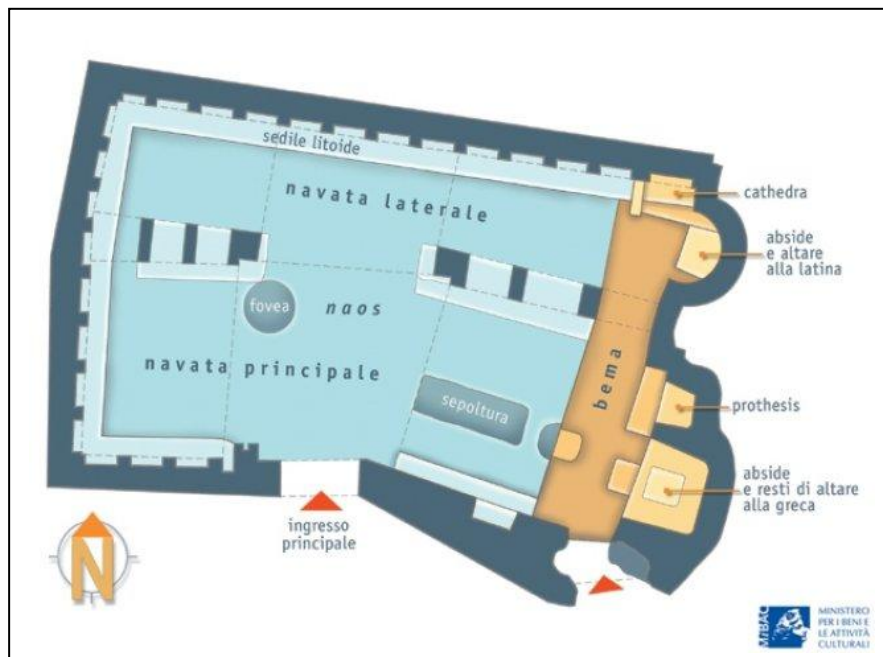 sedile litoide
navata laterale
cathedra
abside
e altare
alla latina
fovea
naos
navata principale
bema
sepoltura
prothesis
abside
e resti di altare
alla greca
ingresso
principale
N
MiBAC
MINISTERO
PER I BENI E
LE ATTIVITÀ
CULTURALI